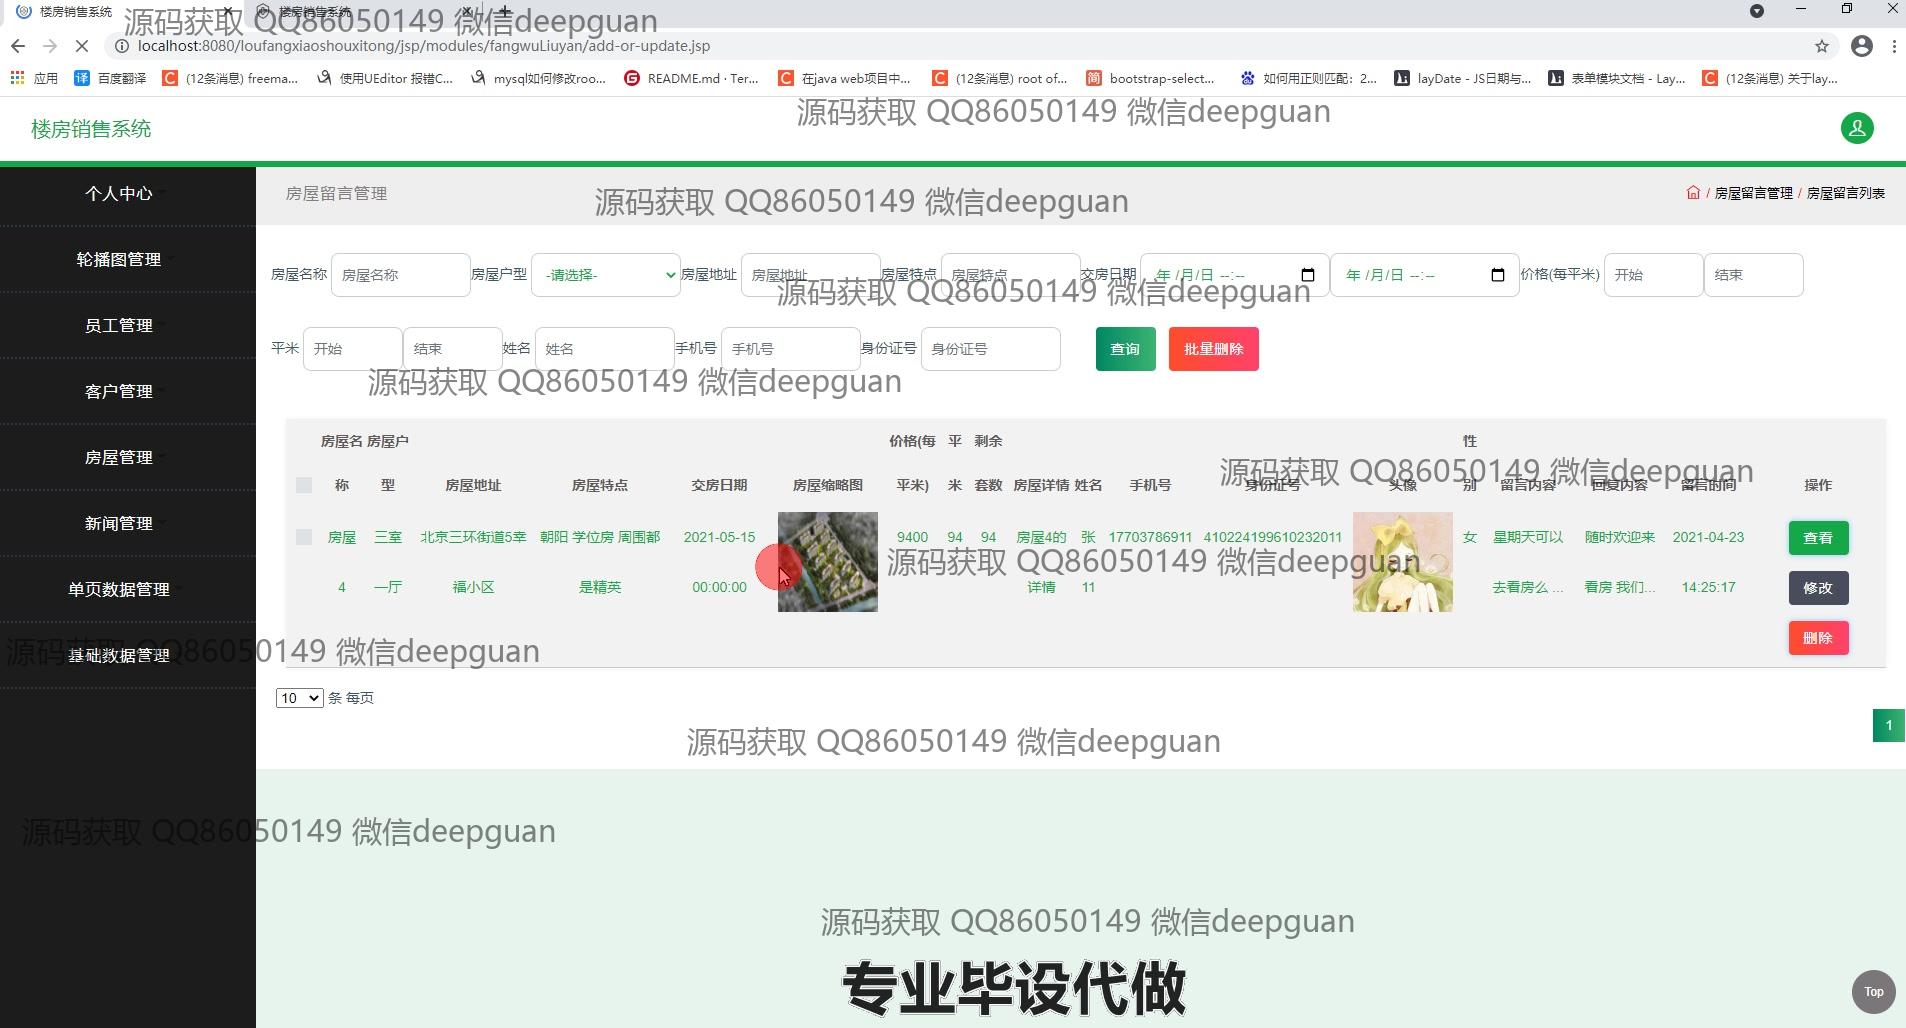 楼房销售系统
楼房销售系统
源码获取 QQ86050149 微信deepguan
localhost:8080/loufangxiaoshouxitong/jsp/modules/fangwuLiuyan/add-or-update.jsp
应用 百度翻译 (12条消息) freema... 使用UEditor 报错C... mysql如何修改roo... README.md · Ter... 在java web项目中... (12条消息) root of... bootstrap-select... 如何用正则匹配：2... layDate - JS日期与... 表单模块文档 - Lay... (12条消息) 关于lay...
源码获取 QQ86050149 微信deepguan
楼房销售系统
个人中心
轮播图管理
员工管理
客户管理
房屋管理
新闻管理
单页数据管理
基础数据管理
房屋留言管理
源码获取 QQ86050149 微信deepguan
/ 房屋留言管理 / 房屋留言列表
房屋名称 房屋名称 房屋户型 -请选择- 房屋地址 房屋地址 房屋特点 房屋特点 交房日期 年 /月/日 --:-- 年 /月/日 --:-- 价格(每平米) 开始 结束
源码获取 QQ86050149 微信deepguan
平米 开始 结束 姓名 姓名 手机号 手机号 身份证号 身份证号 查询 批量删除
源码获取 QQ86050149 微信deepguan
房屋名称 房屋户型 房屋地址 房屋特点 交房日期 房屋缩略图 价格(每平米) 平米 剩余套数 房屋详情 姓名 手机号 身份证号 头像 性别 留言内容 回复内容 留言时间 操作
源码获取 QQ86050149 微信deepguan
房屋4 三室一厅 北京三环街道5幸福小区 朝阳 学位房 周围都是精英 2021-05-15 00:00:00 9400 94 94 房屋4的详情 张11 17703786911 410224199610232011 女 星期天可以去看房么 ... 随时欢迎来看房 我们... 2021-04-23 14:25:17 查看
修改
删除
源码获取 QQ86050149 微信deepguan
源码获取 QQ86050149 微信deepguan
10 条 每页
1
源码获取 QQ86050149 微信deepguan
源码获取 QQ86050149 微信deepguan
源码获取 QQ86050149 微信deepguan
专业毕设代做
Top